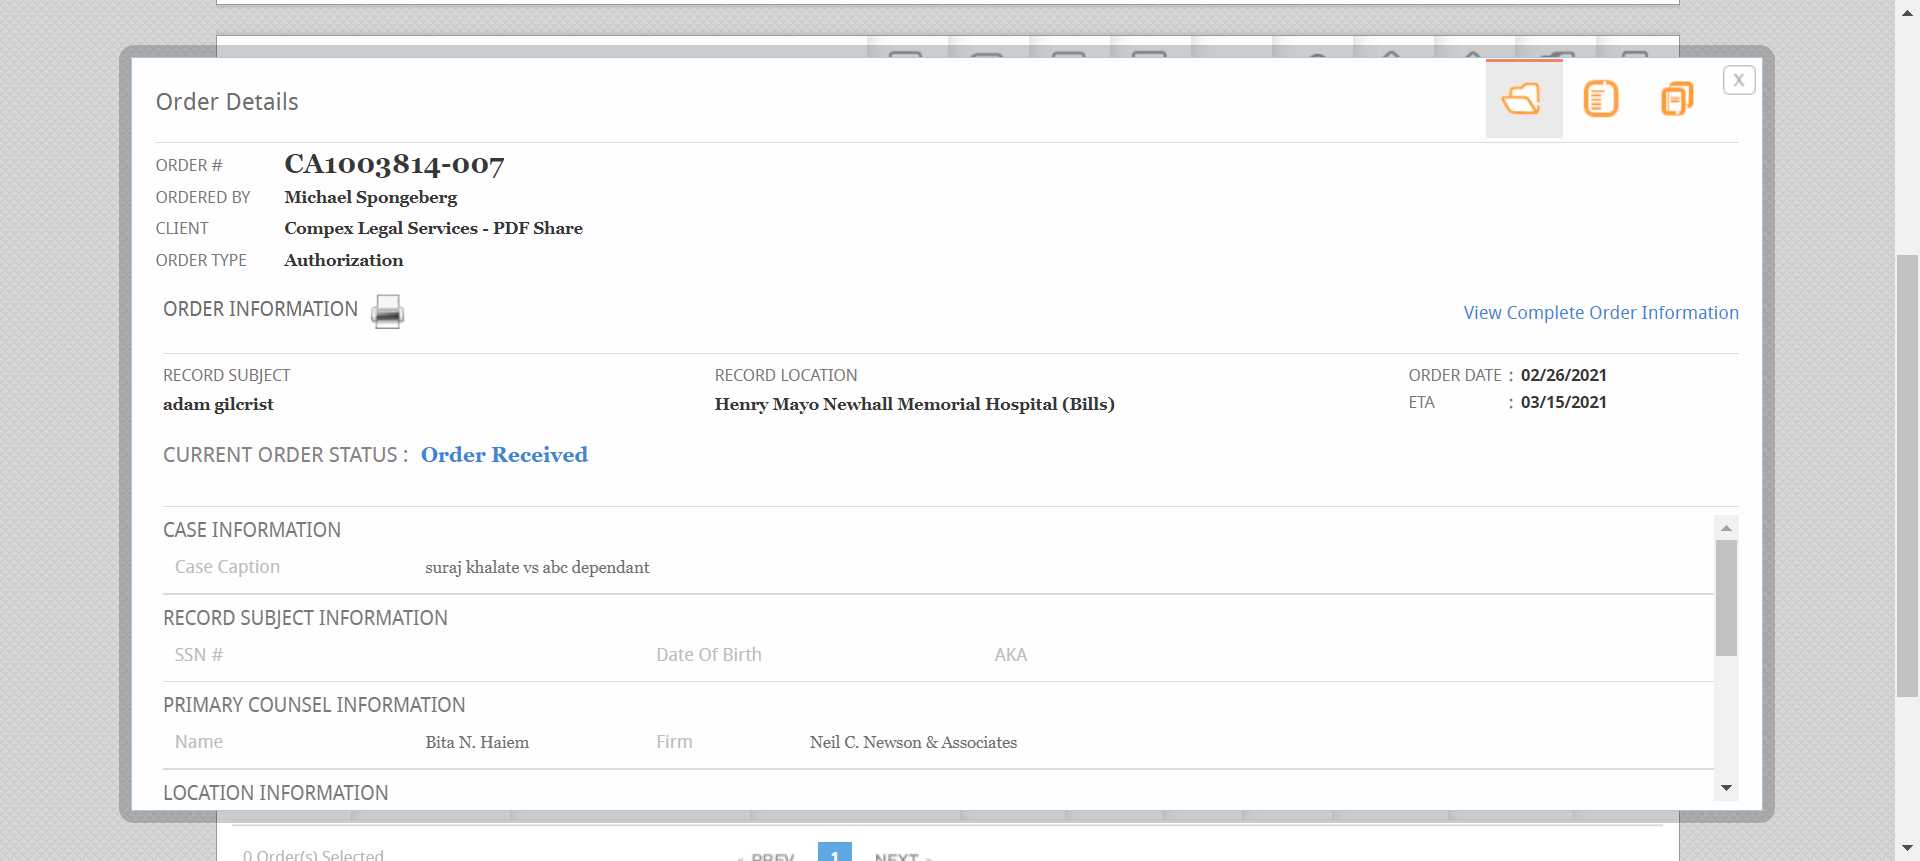 Order Details
X
ORDER # CA1003814-007
ORDERED BY Michael Spongeberg
CLIENT Compex Legal Services - PDF Share
ORDER TYPE Authorization
ORDER INFORMATION
View Complete Order Information
RECORD SUBJECT RECORD LOCATION ORDER DATE : 02/26/2021
adam gilcrist Henry Mayo Newhall Memorial Hospital (Bills) ETA : 03/15/2021
CURRENT ORDER STATUS : Order Received
CASE INFORMATION
Case Caption suraj khalate vs abc dependant
RECORD SUBJECT INFORMATION
SSN # Date Of Birth AKA
PRIMARY COUNSEL INFORMATION
Name Bita N. Haiem Firm Neil C. Newson & Associates
LOCATION INFORMATION
0 Order(s) Selected PREV 1 NEXT